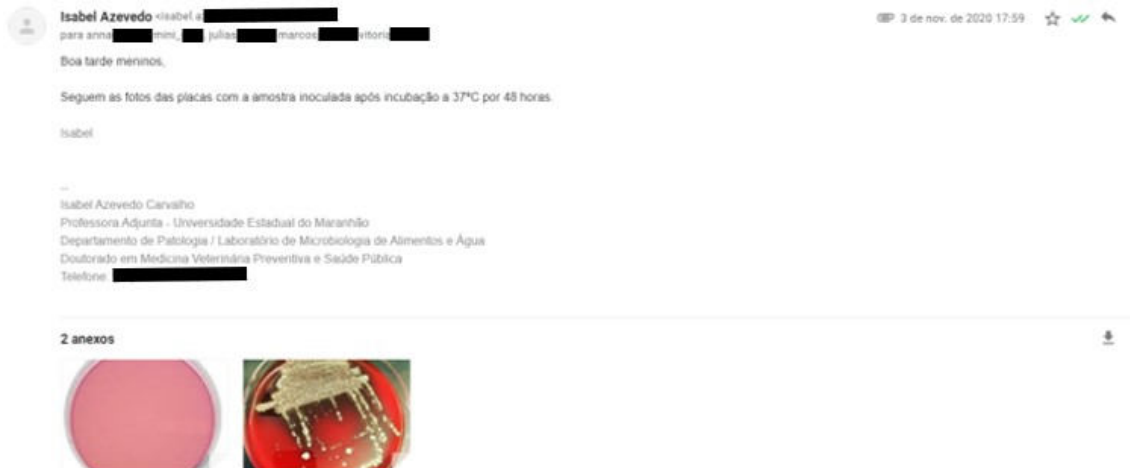 Isabel Azevedo <isabel.a
3 de nov. de 2020 17:59
para anna mini_ julias marcos vitoria
Boa tarde meninos,
Seguem as fotos das placas com a amostra inoculada após incubação a 37ºC por 48 horas.
Isabel
--
Isabel Azevedo Carvalho
Professora Adjunta - Universidade Estadual do Maranhão
Departamento de Patologia / Laboratório de Microbiologia de Alimentos e Água
Doutorado em Medicina Veterinária Preventiva e Saúde Pública
Telefone:
2 anexos